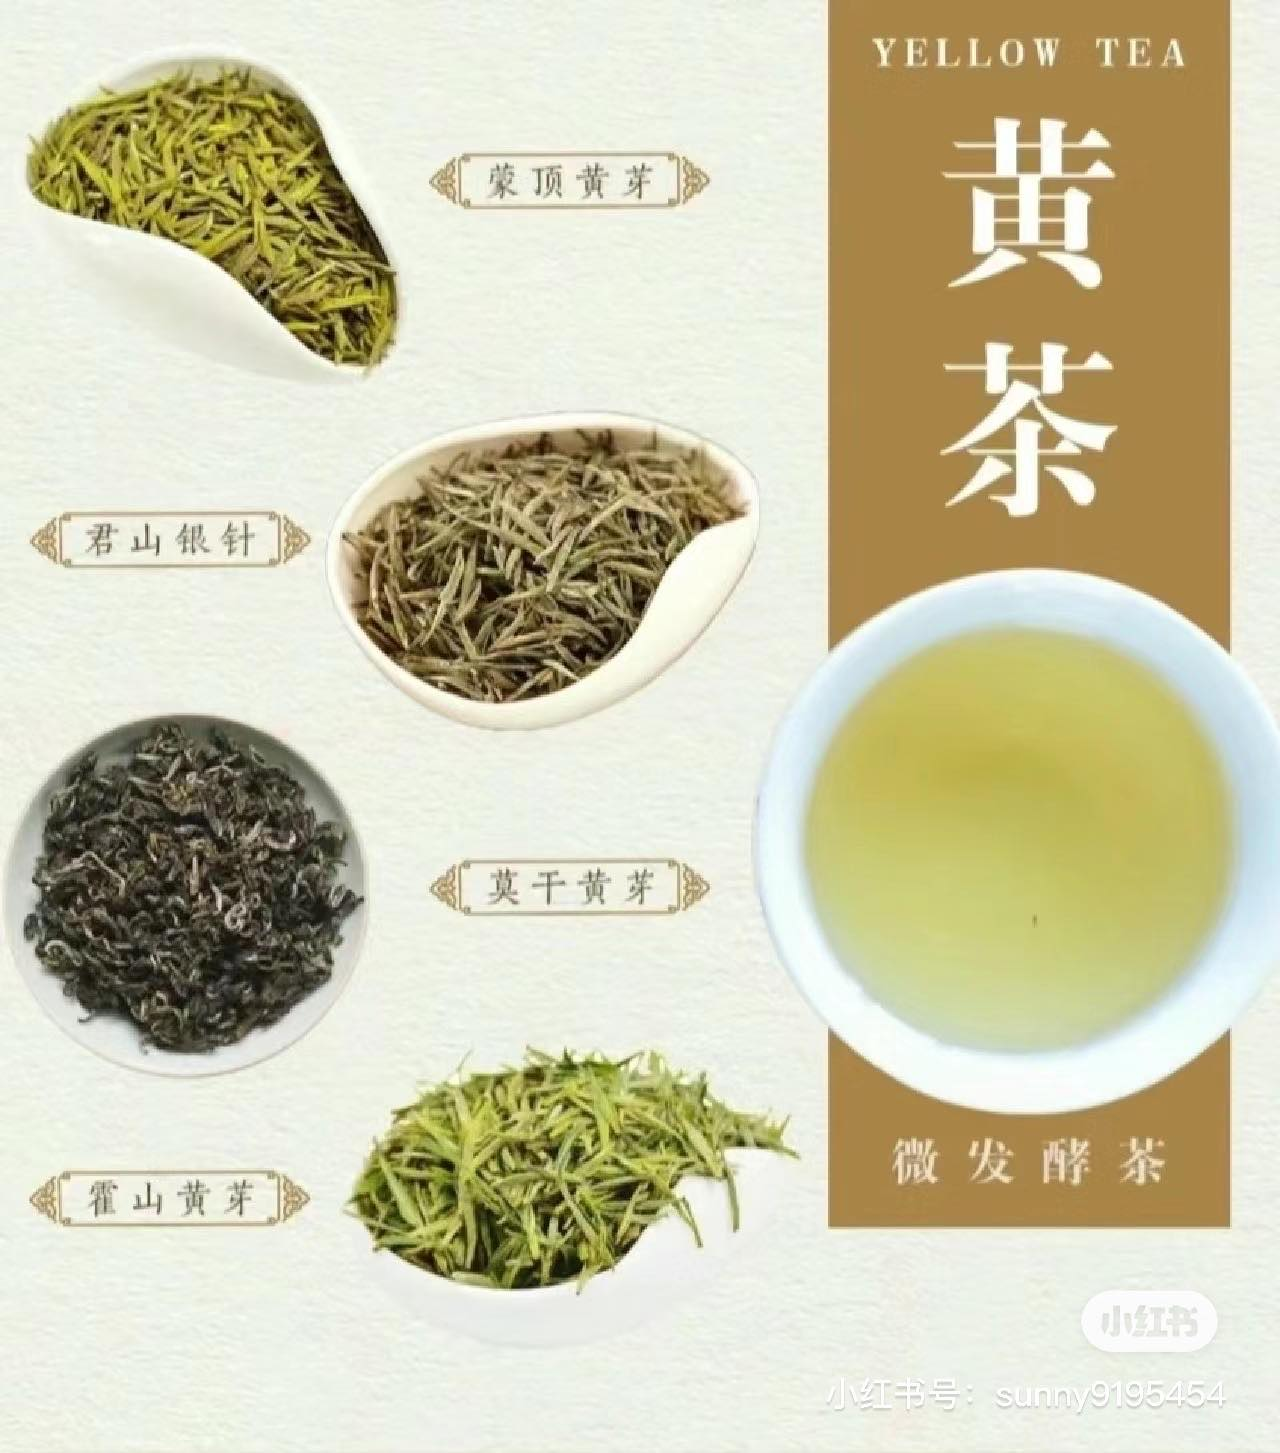 YELLOW TEA
黄茶
蒙顶黄芽
君山银针
莫干黄芽
霍山黄芽
微发酵茶
小红书
小红书号：sunny9195454